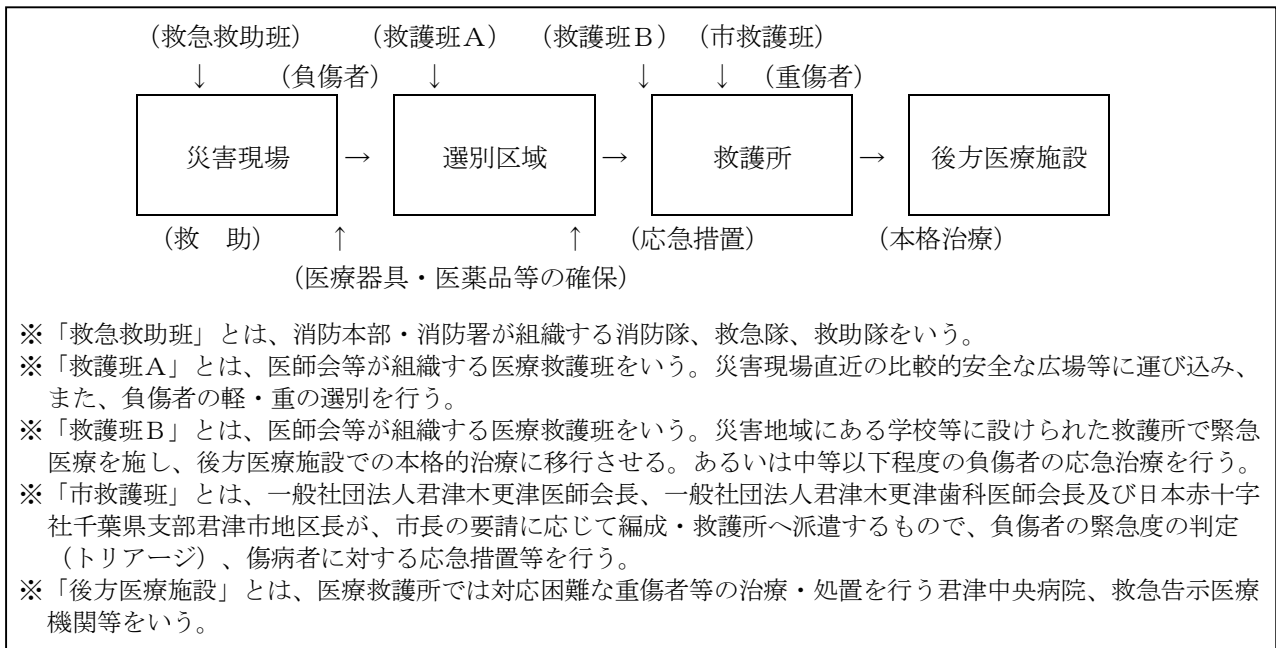 （救急救助班）　（救護班Ａ）　（救護班Ｂ）（市救護班）
↓　（負傷者）　↓　↓　↓　（重傷者）
災害現場　→　選別区域　→　救護所　→　後方医療施設
（救　助）　↑　↑　（応急措置）　（本格治療）
（医療器具・医薬品等の確保）
※「救急救助班」とは、消防本部・消防署が組織する消防隊、救急隊、救助隊をいう。
※「救護班Ａ」とは、医師会等が組織する医療救護班をいう。災害現場直近の比較的安全な広場等に運び込み、
また、負傷者の軽・重の選別を行う。
※「救護班Ｂ」とは、医師会等が組織する医療救護班をいう。災害地域にある学校等に設けられた救護所で緊急
医療を施し、後方医療施設での本格的治療に移行させる。あるいは中等以下程度の負傷者の応急治療を行う。
※「市救護班」とは、一般社団法人君津木更津医師会長、一般社団法人君津木更津歯科医師会長及び日本赤十字
社千葉県支部君津市地区長が、市長の要請に応じて編成・救護所へ派遣するもので、負傷者の緊急度の判定
（トリアージ）、傷病者に対する応急措置等を行う。
※「後方医療施設」とは、医療救護所では対応困難な重傷者等の治療・処置を行う君津中央病院、救急告示医療
機関等をいう。